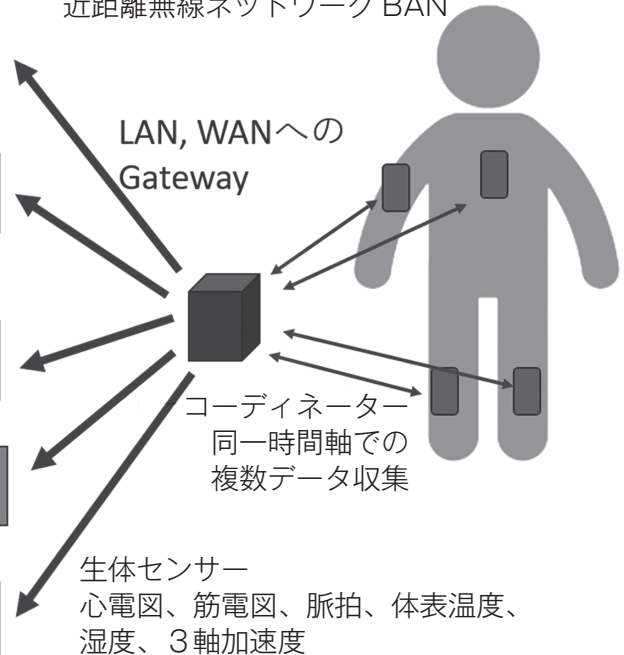 近距離無線ネットワーク BAN
LAN, WANへの
Gateway
コーディネーター
同一時間軸での
複数データ収集
生体センサー
心電図、筋電図、脈拍、体表温度、
湿度、３軸加速度